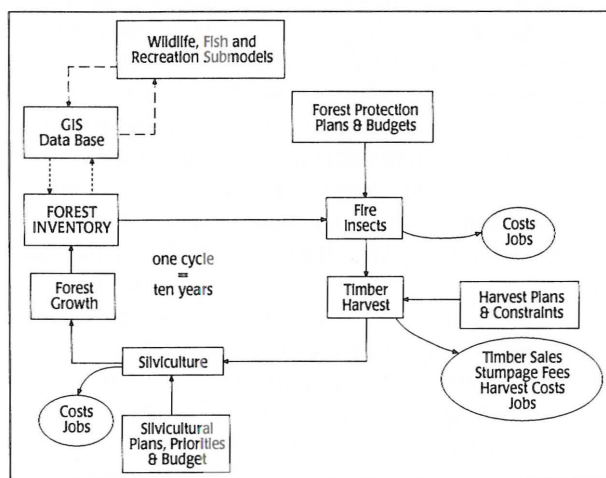 Wildlife, Fish and
Recreation Submodels
GIS
Data Base
Forest Protection
Plans & Budgets
FOREST
INVENTORY
Fire
Insects
Costs
Jobs
one cycle
=
ten years
Forest
Growth
Timber
Harvest
Harvest Plans
& Constraints
Silviculture
Timber Sales
Stumpage Fees
Harvest Costs
Jobs
Costs
Jobs
Silvicultural
Plans, Priorities
& Budget